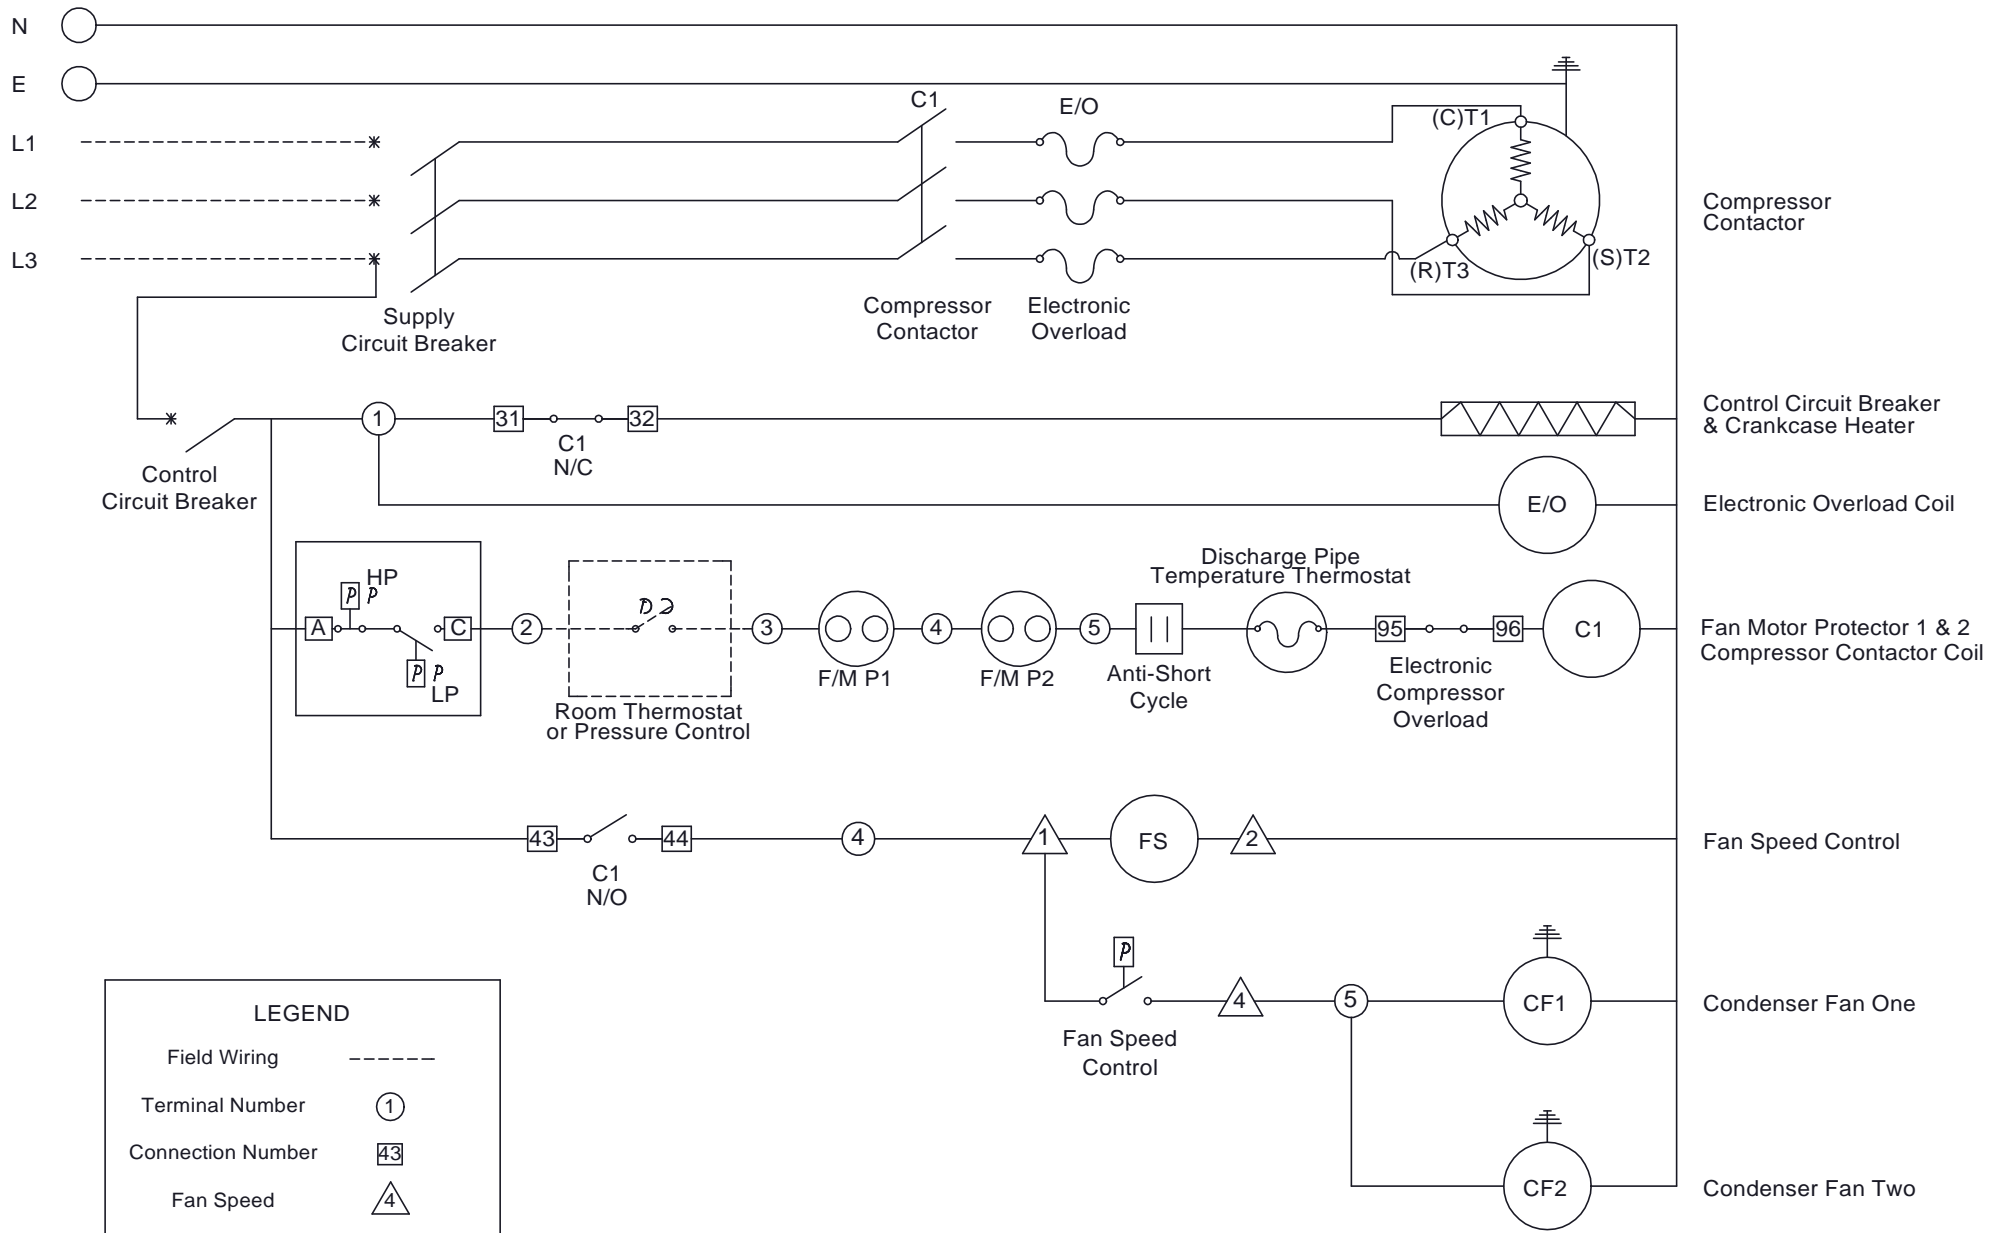 N
E
L1
L2
L3
C1
E/O
(C)T1
(R)T3
(S)T2
Compressor
Contactor
Supply
Circuit Breaker
Compressor
Contactor
Electronic
Overload
1
31
32
C1
N/C
Control Circuit Breaker
& Crankcase Heater
Control
Circuit Breaker
E/O
Electronic Overload Coil
HP
P
P
A
C
P
P
LP
2
Room Thermostat
or Pressure Control
3
F/M P1
4
F/M P2
5
Anti-Short
Cycle
Discharge Pipe
Temperature Thermostat
95
96
Electronic
Compressor
Overload
C1
Fan Motor Protector 1 & 2
Compressor Contactor Coil
43
44
C1
N/O
4
1
FS
2
Fan Speed Control
P
Fan Speed
Control
4
5
CF1
Condenser Fan One
CF2
Condenser Fan Two
LEGEND
Field Wiring
Terminal Number
1
Connection Number
43
Fan Speed
4